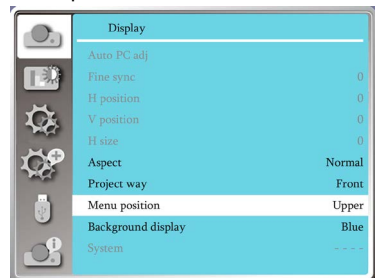 Display
Auto PC adj
Fine sync 0
H position 0
V position 0
H size 0
Aspect Normal
Project way Front
Menu position Upper
Background display Blue
System - - - -